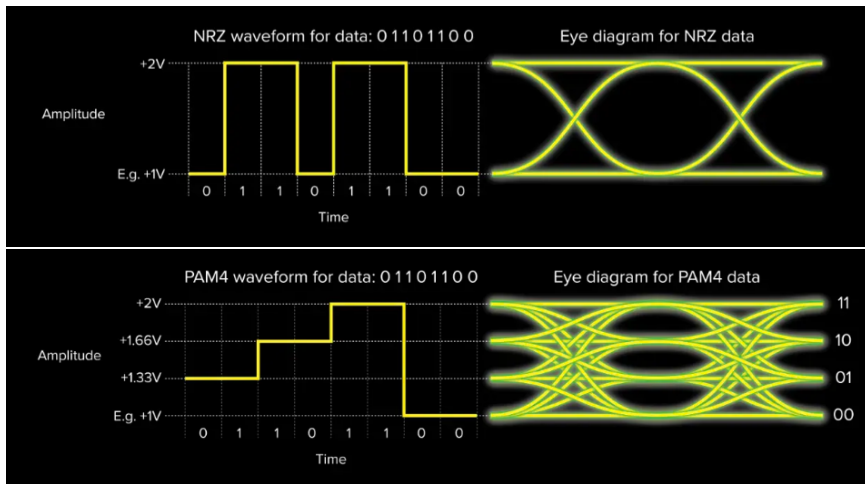 NRZ waveform for data: 0 1 1 0 1 1 0 0
Eye diagram for NRZ data
+2V
Amplitude
E.g. +1V
0 1 1 0 1 1 0 0
Time
PAM4 waveform for data: 0 1 1 0 1 1 0 0
Eye diagram for PAM4 data
+2V
11
+1.66V
10
Amplitude
+1.33V
01
E.g. +1V
00
0 1 1 0 1 1 0 0
Time